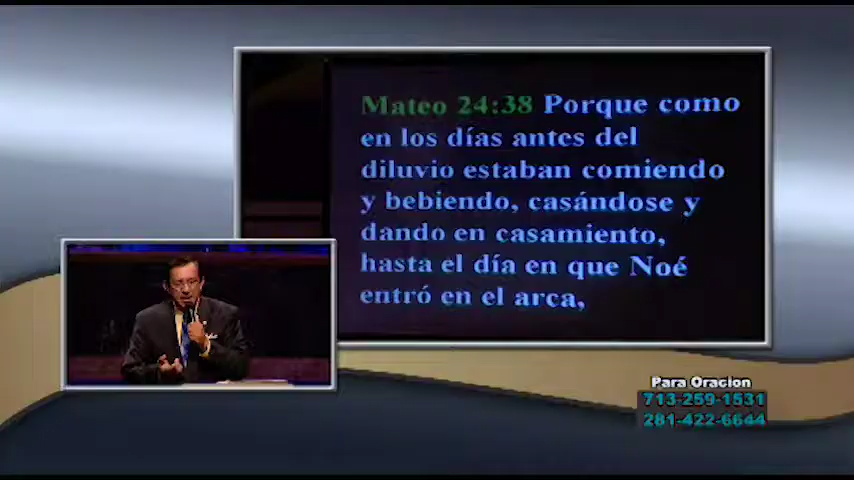 Mateo 24:38 Porque como
en los días antes del
diluvio estaban comiendo
y bebiendo, casándose y
dando en casamiento,
hasta el día en que Noé
entró en el arca,
Para Oracion
713-259-1531
281-422-6644